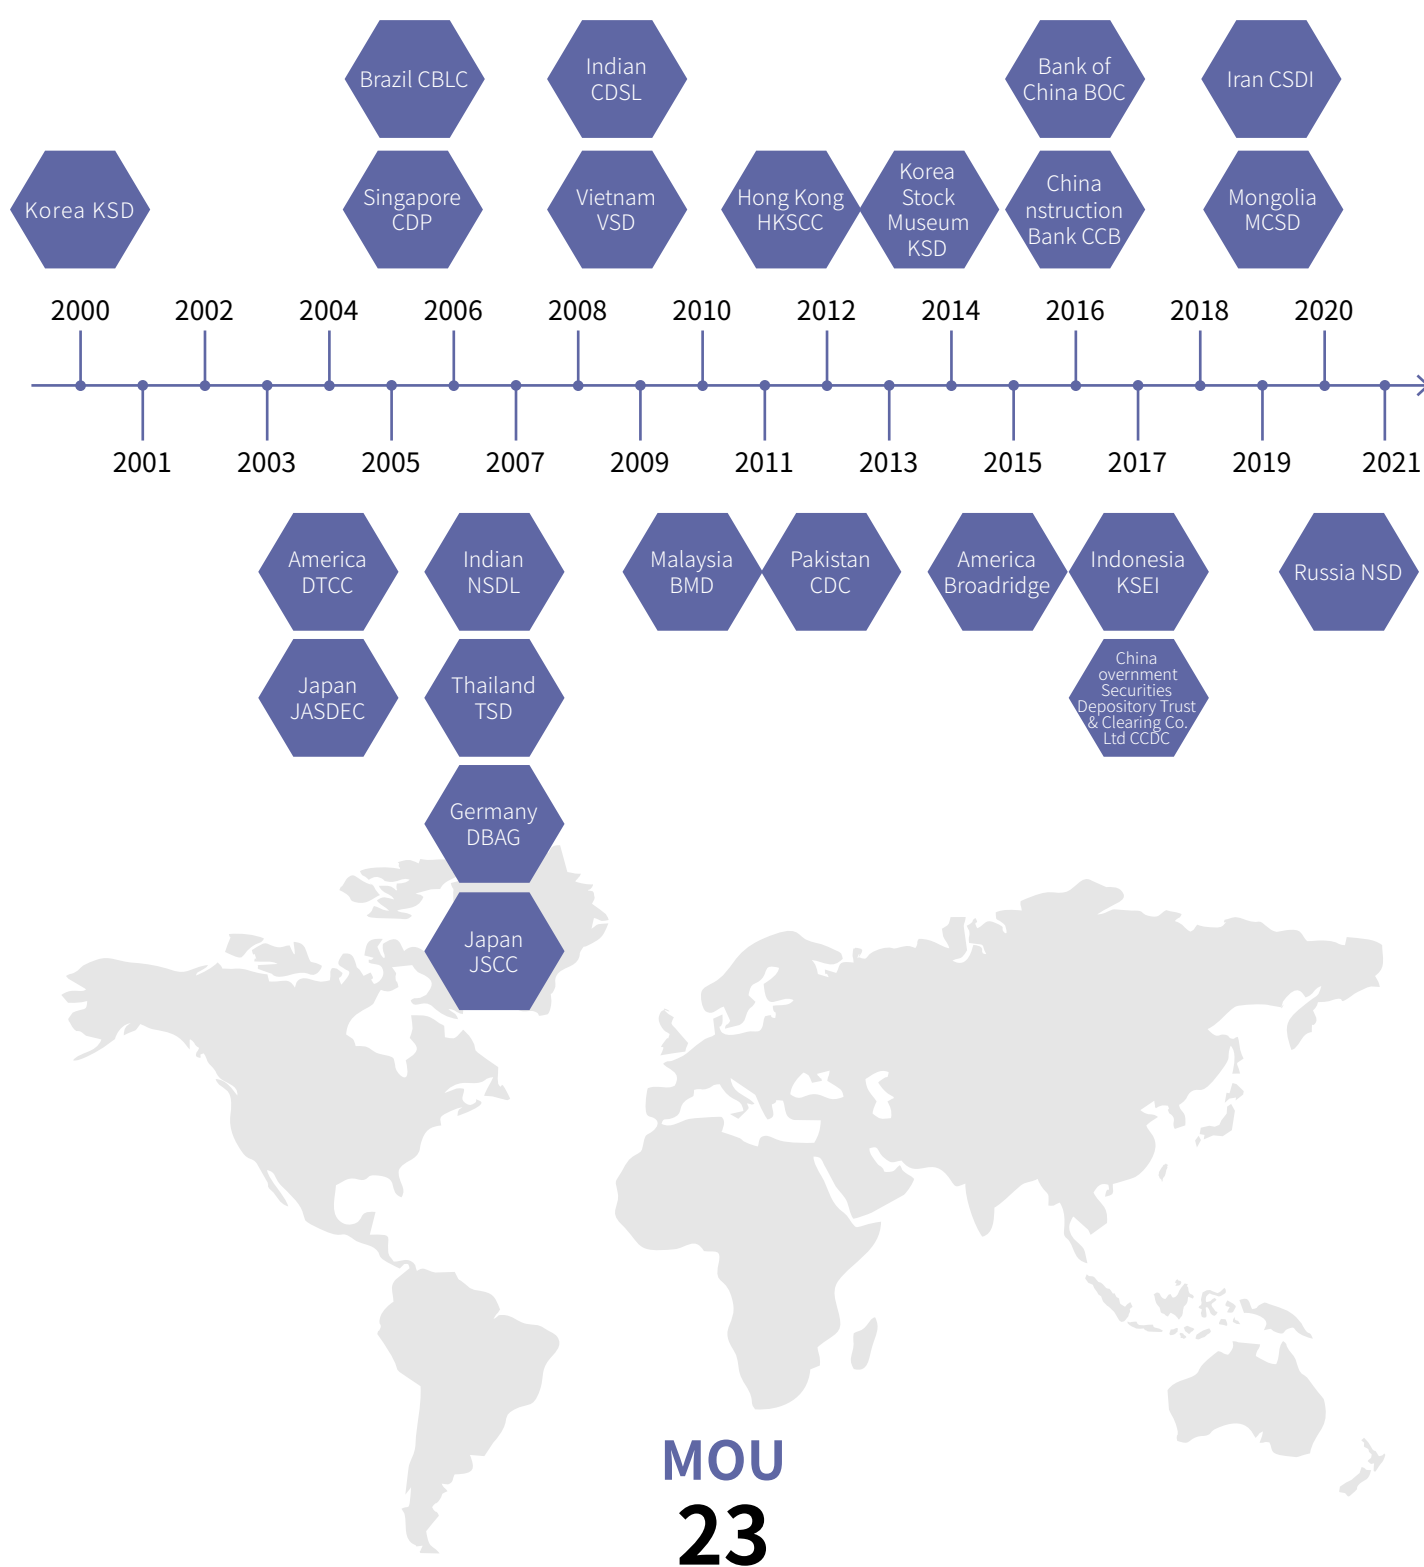 Brazil CBLC
Indian
CDSL
Bank of
China BOC
Iran CSDI
Korea KSD
Singapore
CDP
Vietnam
VSD
Hong Kong
HKSCC
Korea
Stock
Museum
KSD
China
nstruction
Bank CCB
Mongolia
MCSD
2000 2002 2004 2006 2008 2010 2012 2014 2016 2018 2020
2001 2003 2005 2007 2009 2011 2013 2015 2017 2019 2021
America
DTCC
Indian
NSDL
Malaysia
BMD
Pakistan
CDC
America
Broadridge
Indonesia
KSEI
Russia NSD
Japan
JASDEC
Thailand
TSD
China
overnment
Securities
Depository Trust
& Clearing Co.
Ltd CCDC
Germany
DBAG
Japan
JSCC
MOU
23